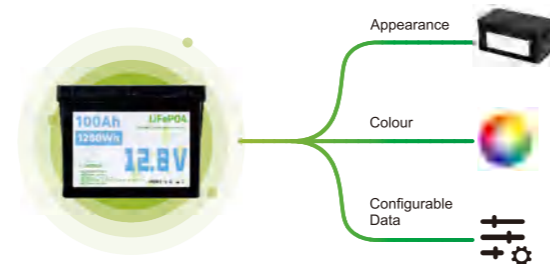 Appearance
100Ah
LiFePO4
1280Wh
12.8V
Colour
Configurable
Data